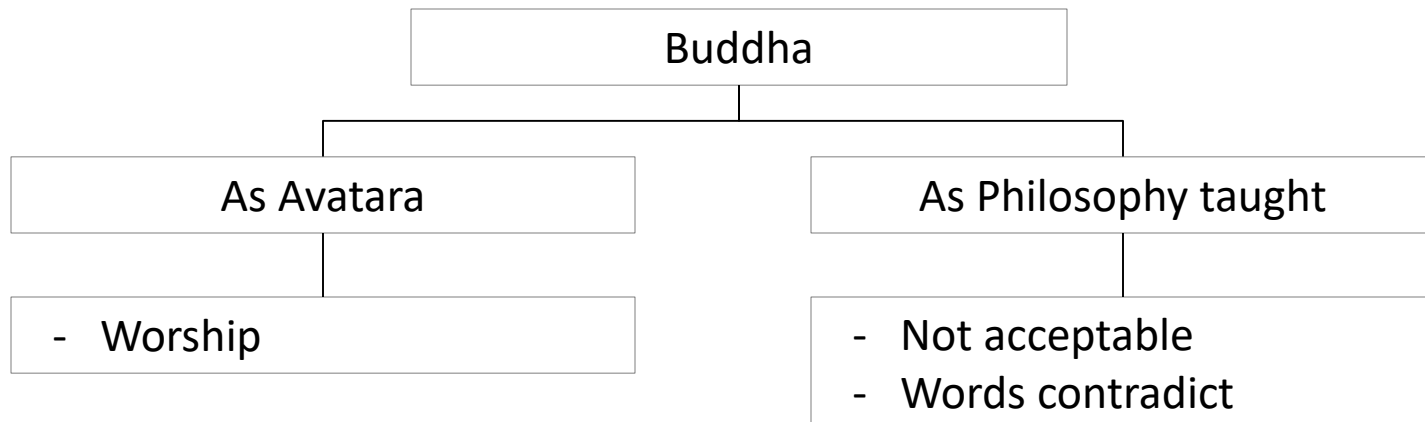 Buddha
As Avatara
As Philosophy taught
- Worship
- Not acceptable
- Words contradict